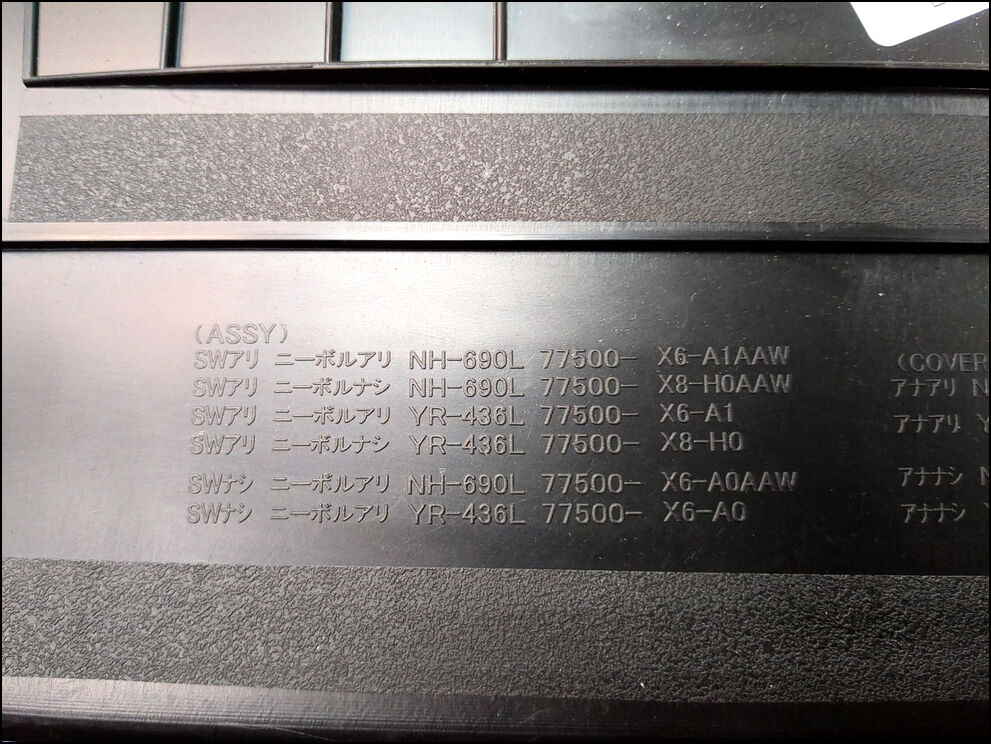 (ASSY)
SWアリ ニーボルアリ NH-690L 77500- X6-A1AAW
SWアリ ニーボルナシ NH-690L 77500- X8-H0AAW
SWアリ ニーボルアリ YR-436L 77500- X6-A1
SWアリ ニーボルナシ YR-436L 77500- X8-H0
SWナシ ニーボルアリ NH-690L 77500- X6-A0AAW
SWナシ ニーボルアリ YR-436L 77500- X6-A0
(COVER
アナアリ N
アナアリ Y
アナナシ N
アナナシ Y